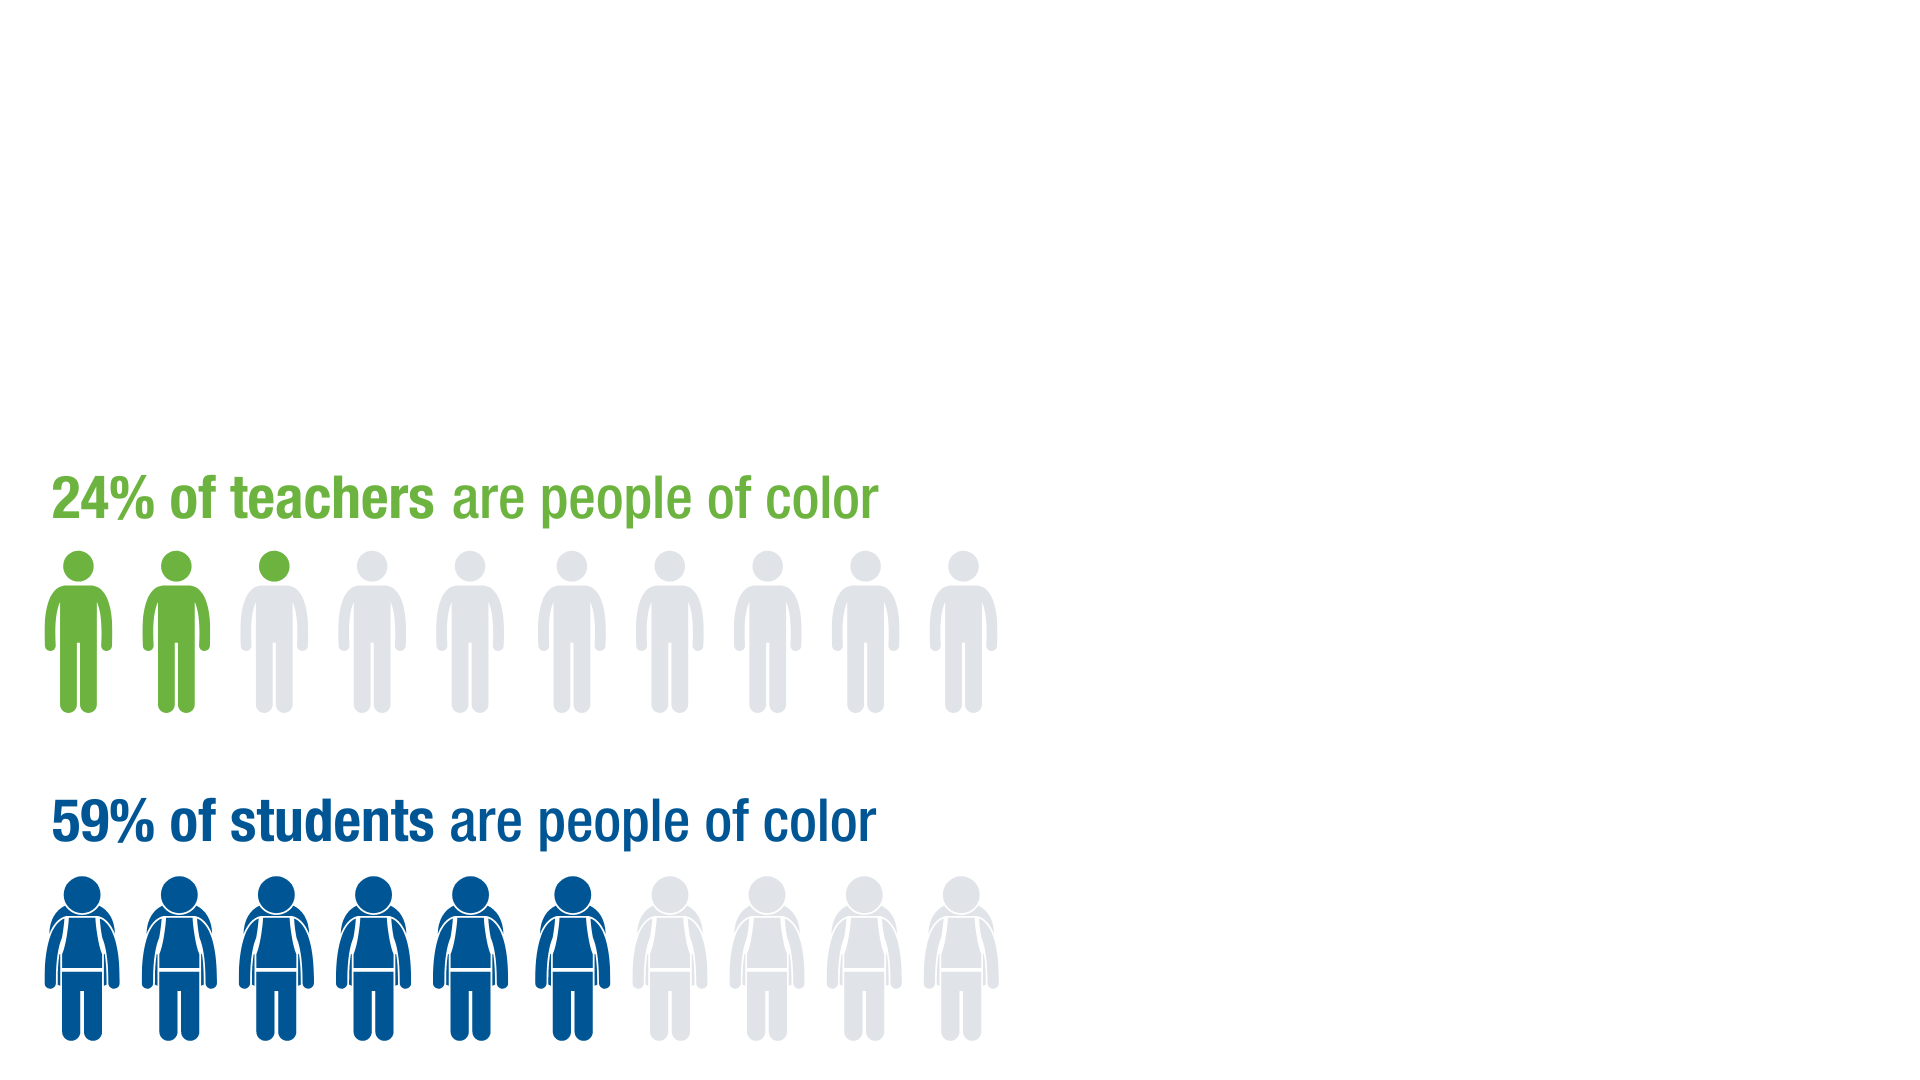 24% of teachers are people of color
59% of students are people of color